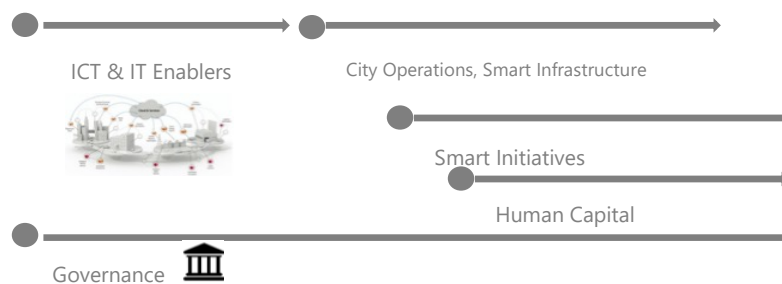 ICT & IT Enablers
City Operations, Smart Infrastructure
Smart Initiatives
Human Capital
Governance